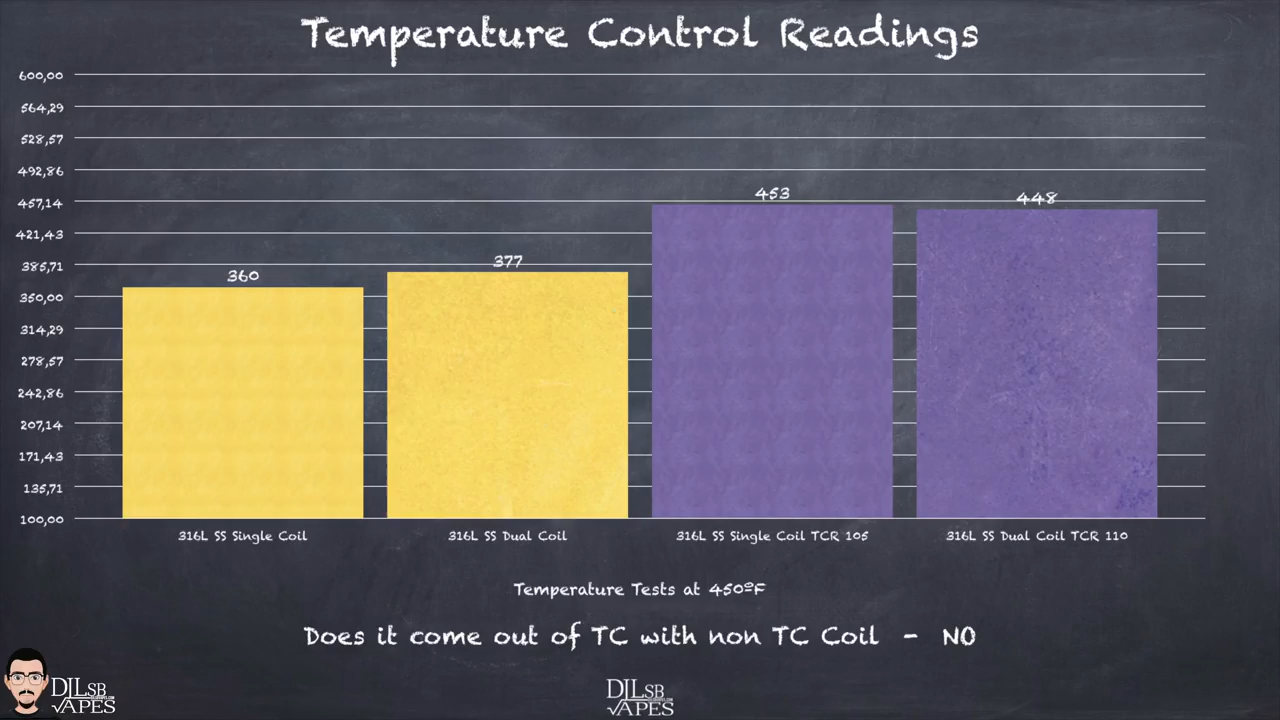 Temperature Control Readings
600,00
564,29
528,57
492,86
457,14
421,43
385,71
350,00
314,29
278,57
242,86
207,14
171,43
135,71
100,00
360
377
453
448
316L SS Single Coil
316L SS Dual Coil
316L SS Single Coil TCR 105
316L SS Dual Coil TCR 110
Temperature Tests at 450ºF
Does it come out of TC with non TC Coil - NO
DJLSB
VAPES
DJLSB
VAPES